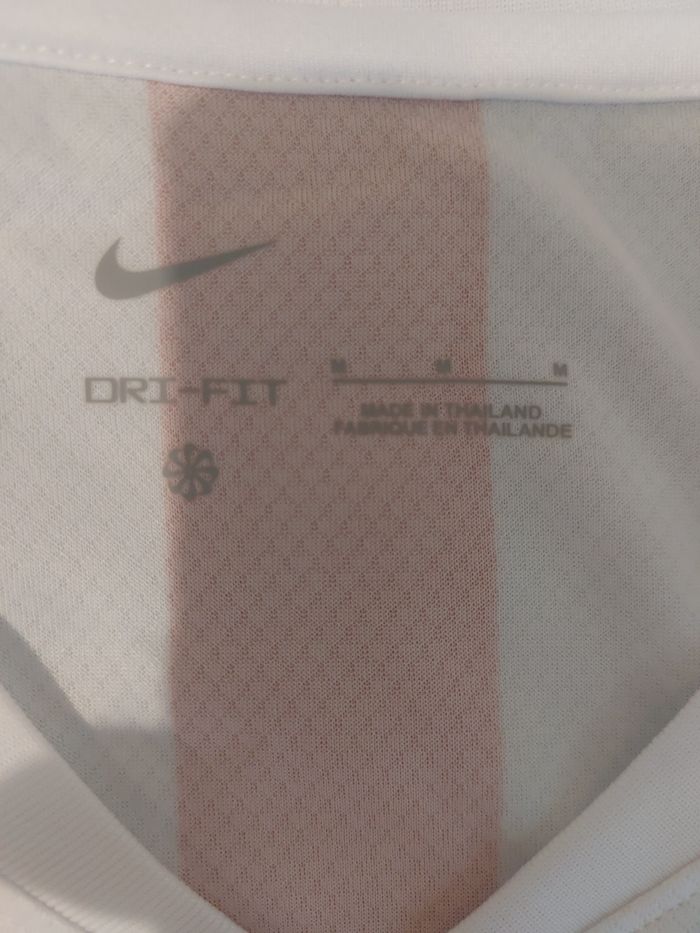 DRI-FIT
M M M
MADE IN THAILAND
FABRIQUE EN THAILANDE